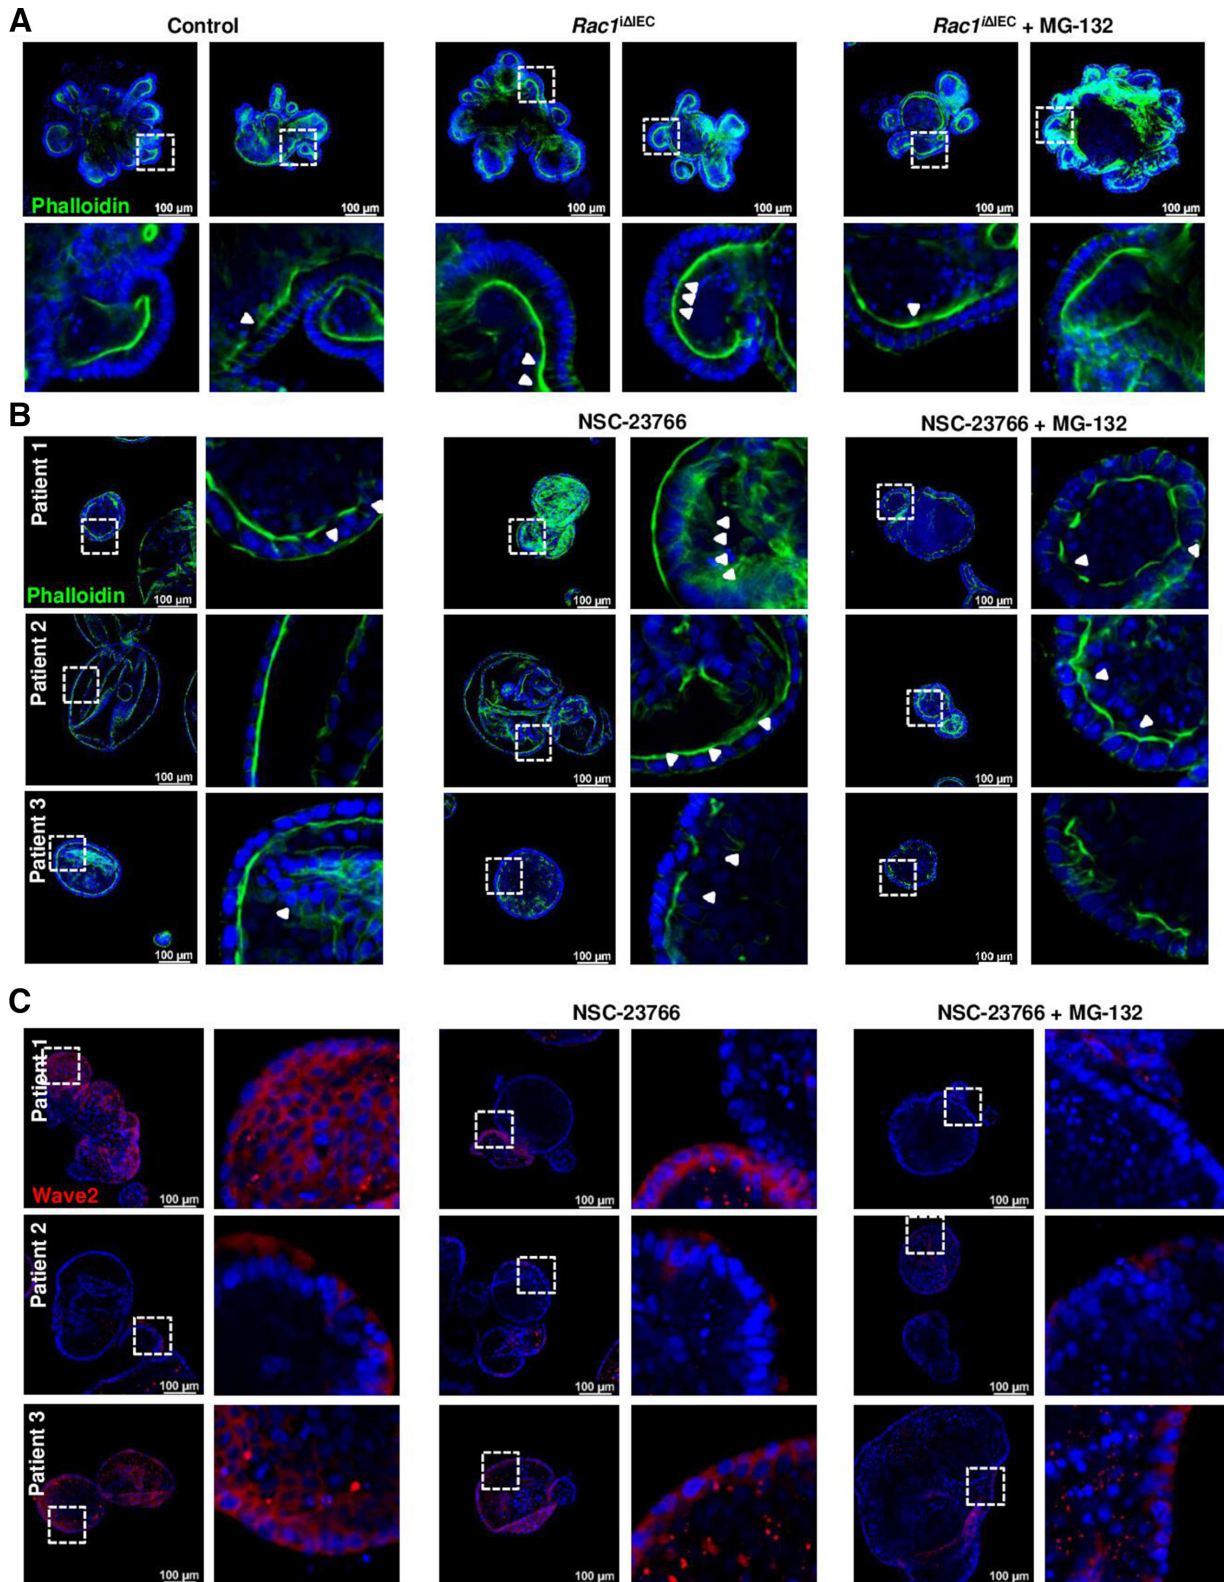 A
Control
Rac1iΔIEC
Rac1iΔIEC + MG-132
Phalloidin
100 µm
100 µm
100 µm
100 µm
100 µm
100 µm
B
NSC-23766
NSC-23766 + MG-132
Patient 1
Phalloidin
100 µm
100 µm
100 µm
Patient 2
100 µm
100 µm
100 µm
Patient 3
100 µm
100 µm
100 µm
C
NSC-23766
NSC-23766 + MG-132
Patient 1
Wave2
100 µm
100 µm
100 µm
Patient 2
100 µm
100 µm
100 µm
Patient 3
100 µm
100 µm
100 µm